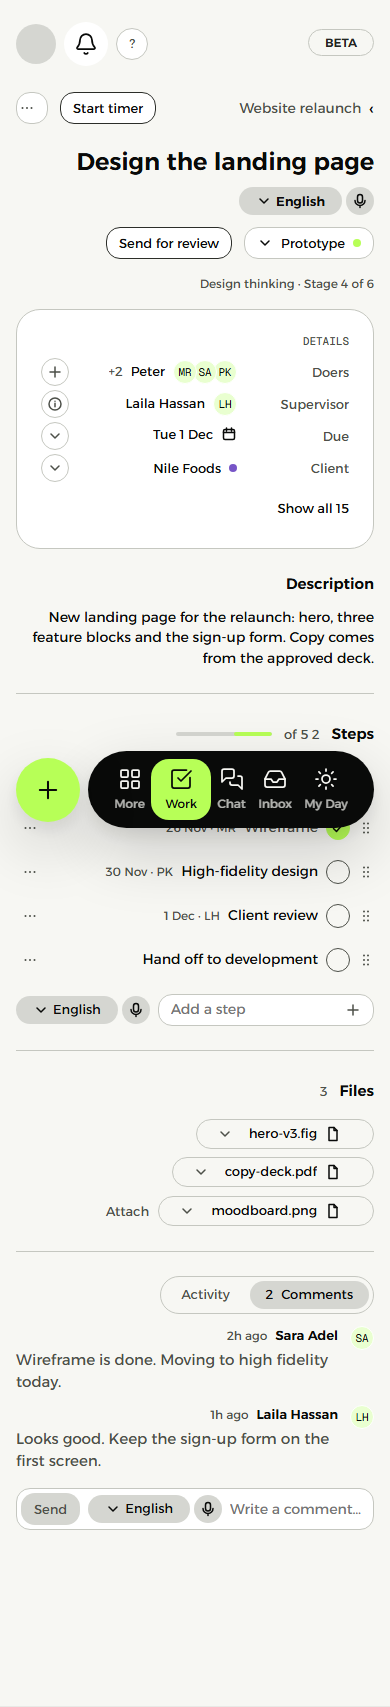 ?
BETA
...
Start timer
Website relaunch ‹
Design the landing page
English
Send for review
Prototype
Design thinking · Stage 4 of 6
DETAILS
Doers
MR SA PK Peter +2
Supervisor
LH Laila Hassan
Due
Tue 1 Dec
Client
Nile Foods
Show all 15
Description
New landing page for the relaunch: hero, three
feature blocks and the sign-up form. Copy comes
from the approved deck.
Steps
of 5 2
More
Work
Chat
Inbox
My Day
Wireframe
26 Nov · MR
...
High-fidelity design
30 Nov · PK
...
Client review
1 Dec · LH
...
Hand off to development
...
Add a step
English
Files
3
hero-v3.fig
copy-deck.pdf
moodboard.png
Attach
Activity
2 Comments
SA Sara Adel 2h ago
Wireframe is done. Moving to high fidelity
today.
LH Laila Hassan 1h ago
Looks good. Keep the sign-up form on the
first screen.
Send
English
Write a comment...